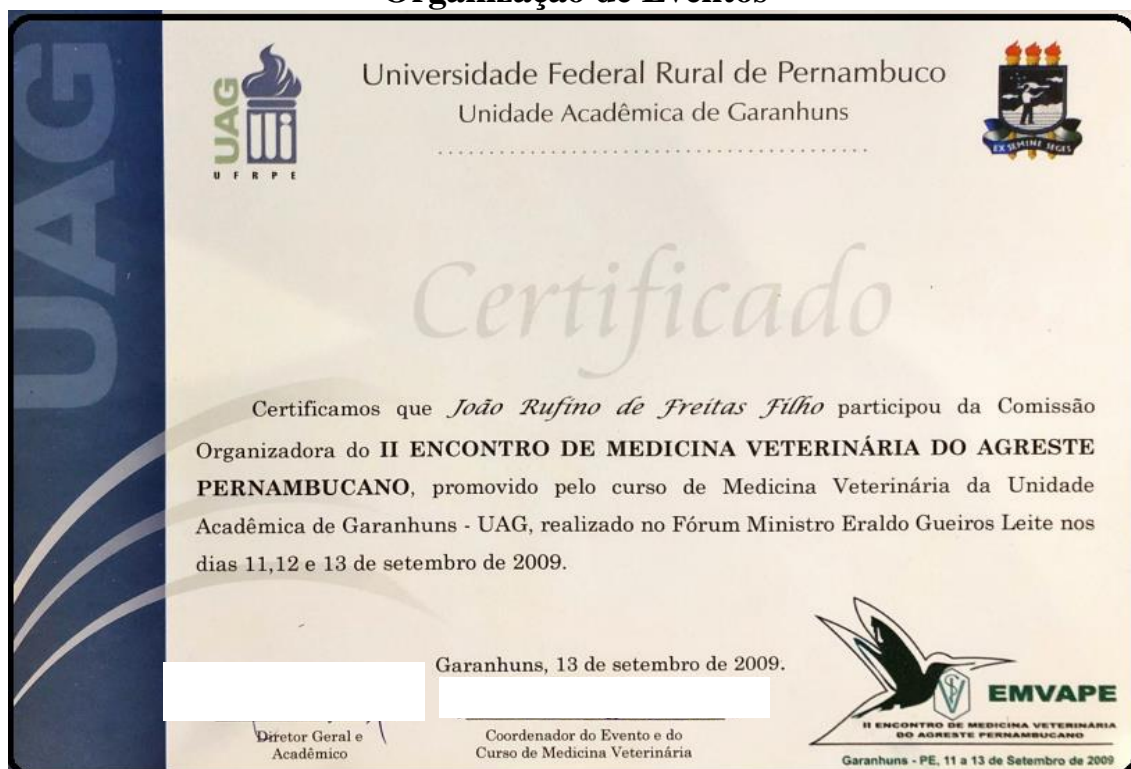 Organização de Eventos
UAG
UAG
UFRPE
Universidade Federal Rural de Pernambuco
Unidade Acadêmica de Garanhuns
EX SEMINE SEGES
Certificado
Certificamos que João Rufino de Freitas Filho participou da Comissão
Organizadora do II ENCONTRO DE MEDICINA VETERINÁRIA DO AGRESTE
PERNAMBUCANO, promovido pelo curso de Medicina Veterinária da Unidade
Acadêmica de Garanhuns - UAG, realizado no Fórum Ministro Eraldo Gueiros Leite nos
dias 11,12 e 13 de setembro de 2009.
Garanhuns, 13 de setembro de 2009.
Diretor Geral e
Acadêmico
Coordenador do Evento e do
Curso de Medicina Veterinária
V
EMVAPE
II ENCONTRO DE MEDICINA VETERINÁRIA
DO AGRESTE PERNAMBUCANO
Garanhuns - PE, 11 a 13 de Setembro de 2009